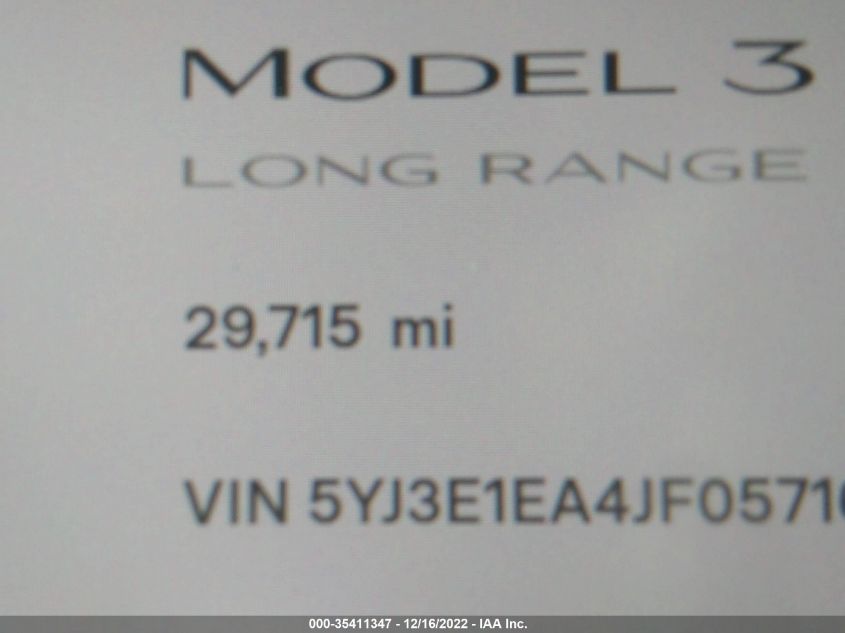 MODEL 3
LONG RANGE
29,715 mi
VIN 5YJ3E1EA4JF0571
000-35411347 - 12/16/2022 - IAA Inc.